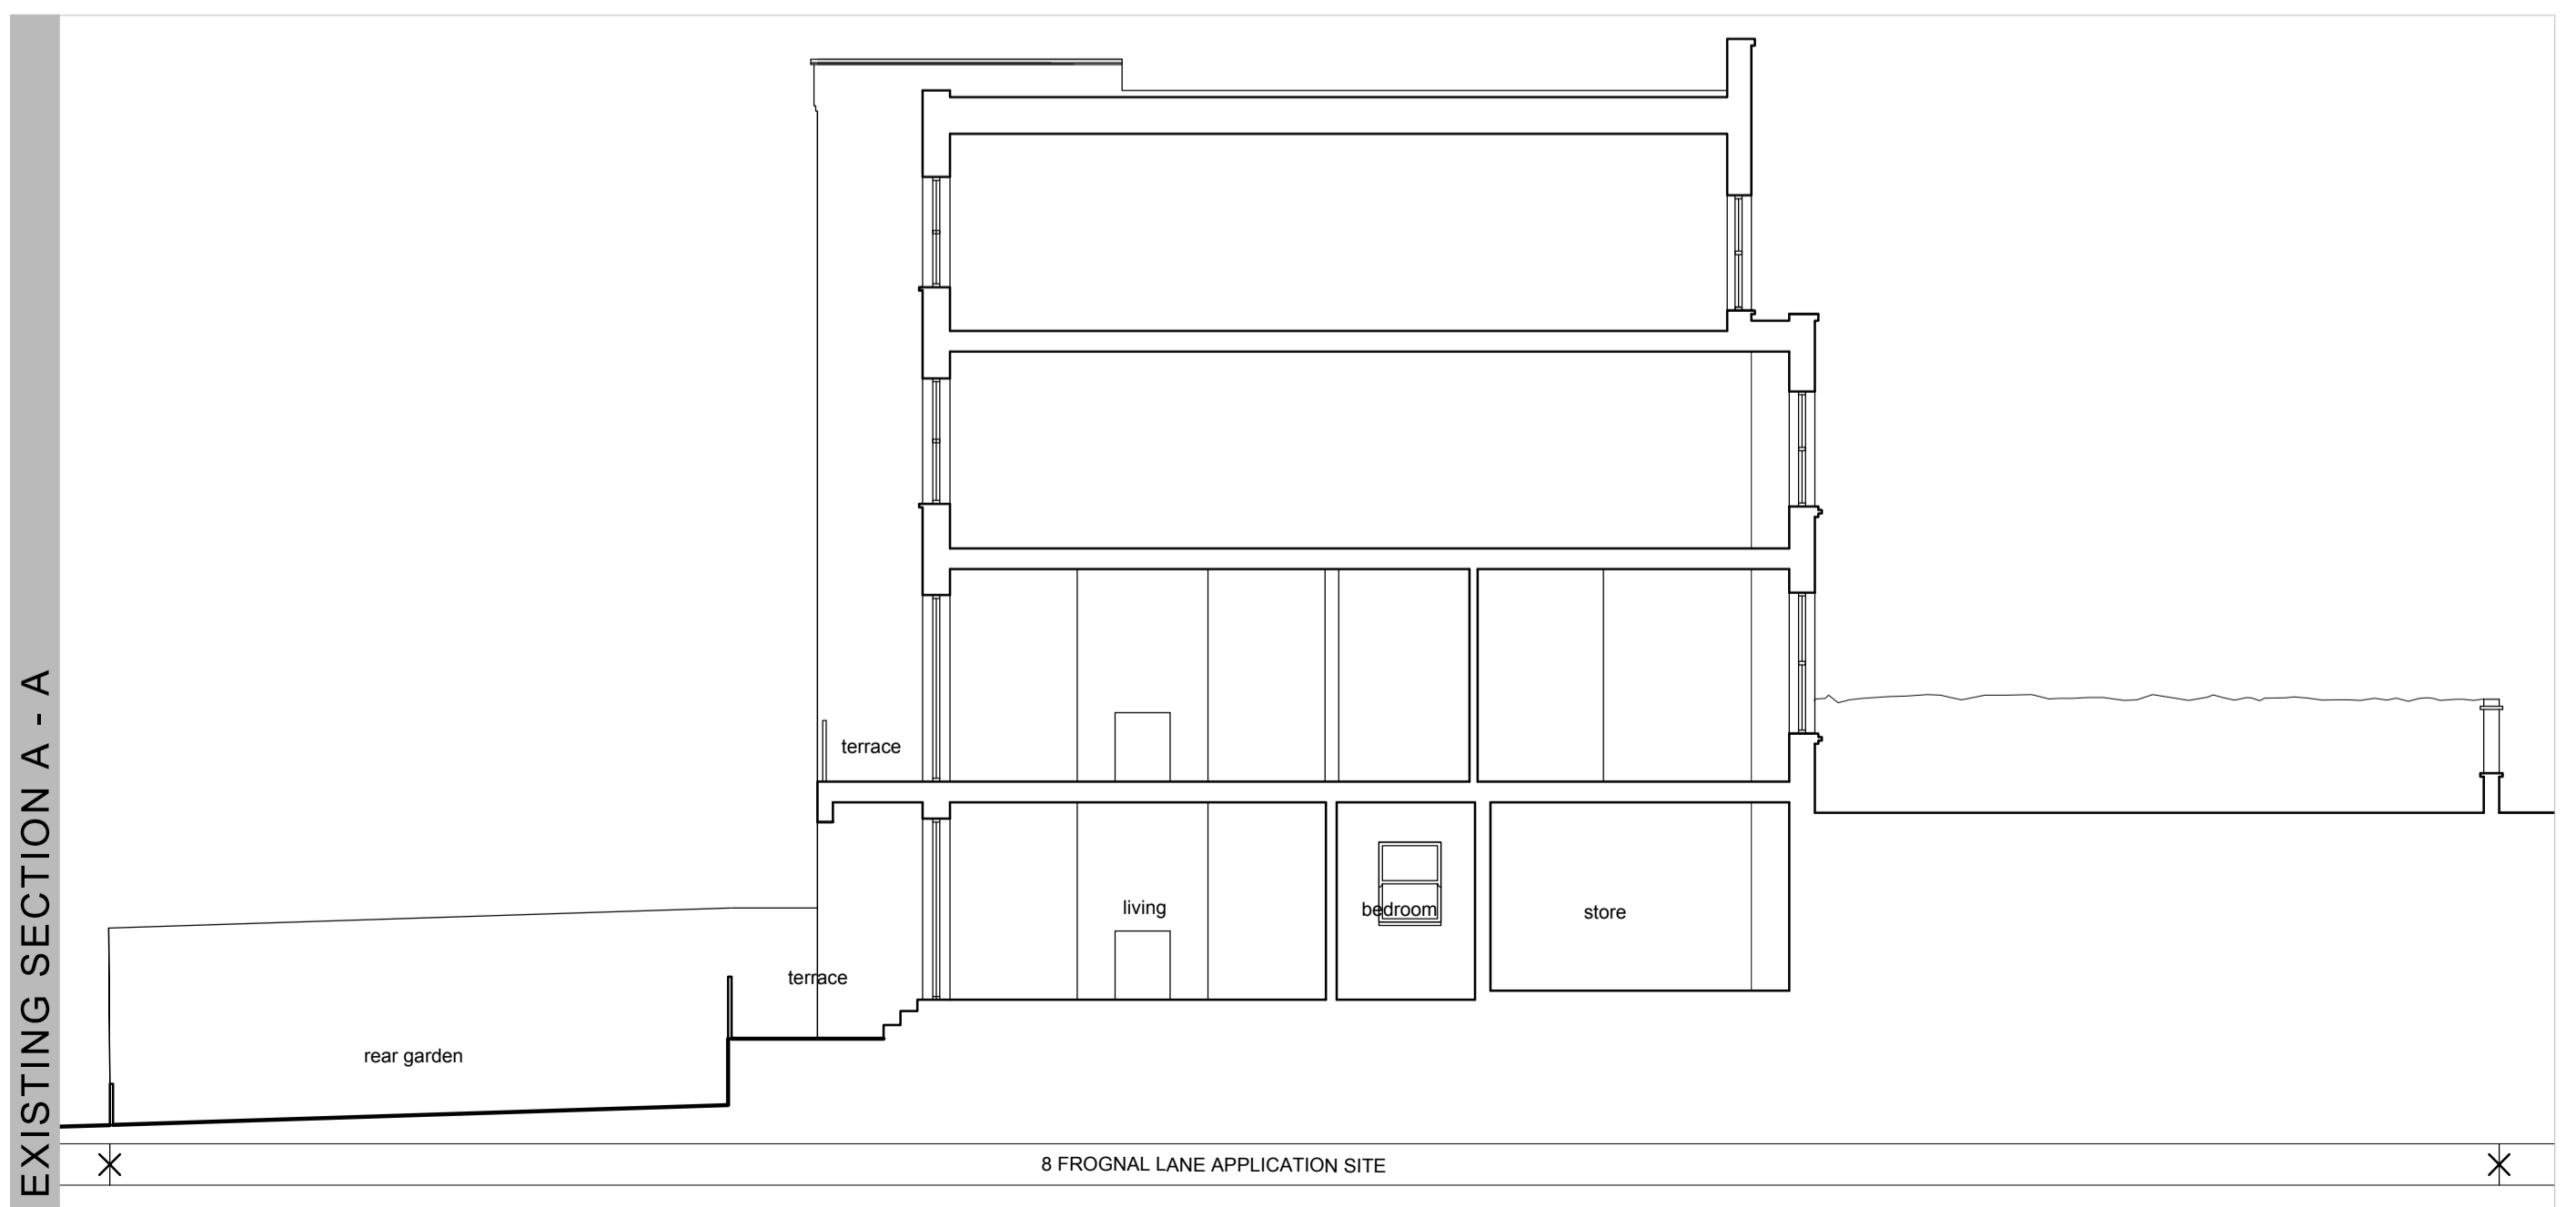 EXISTING SECTION A - A
terrace
living
bedroom
store
terrace
rear garden
8 FROGNAL LANE APPLICATION SITE